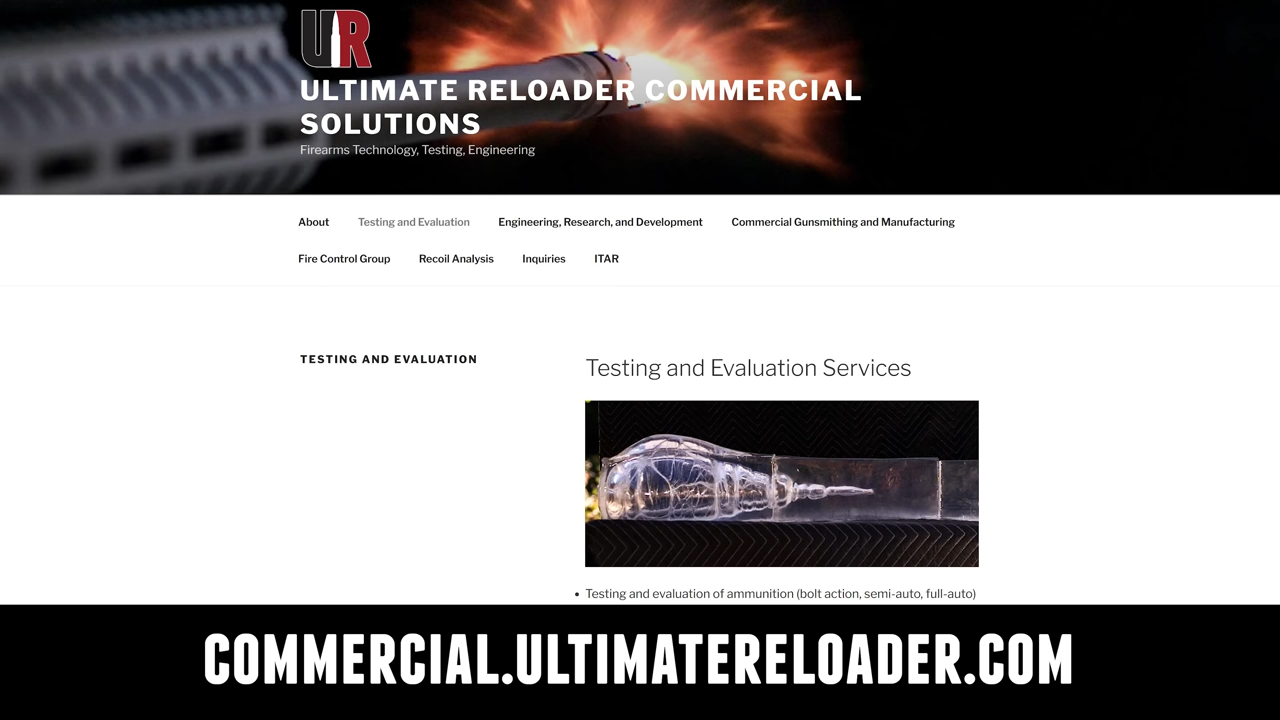 UR
ULTIMATE RELOADER COMMERCIAL
SOLUTIONS
Firearms Technology, Testing, Engineering
About Testing and Evaluation Engineering, Research, and Development Commercial Gunsmithing and Manufacturing
Fire Control Group Recoil Analysis Inquiries ITAR
TESTING AND EVALUATION
Testing and Evaluation Services
• Testing and evaluation of ammunition (bolt action, semi-auto, full-auto)
COMMERCIAL.ULTIMATERELOADER.COM